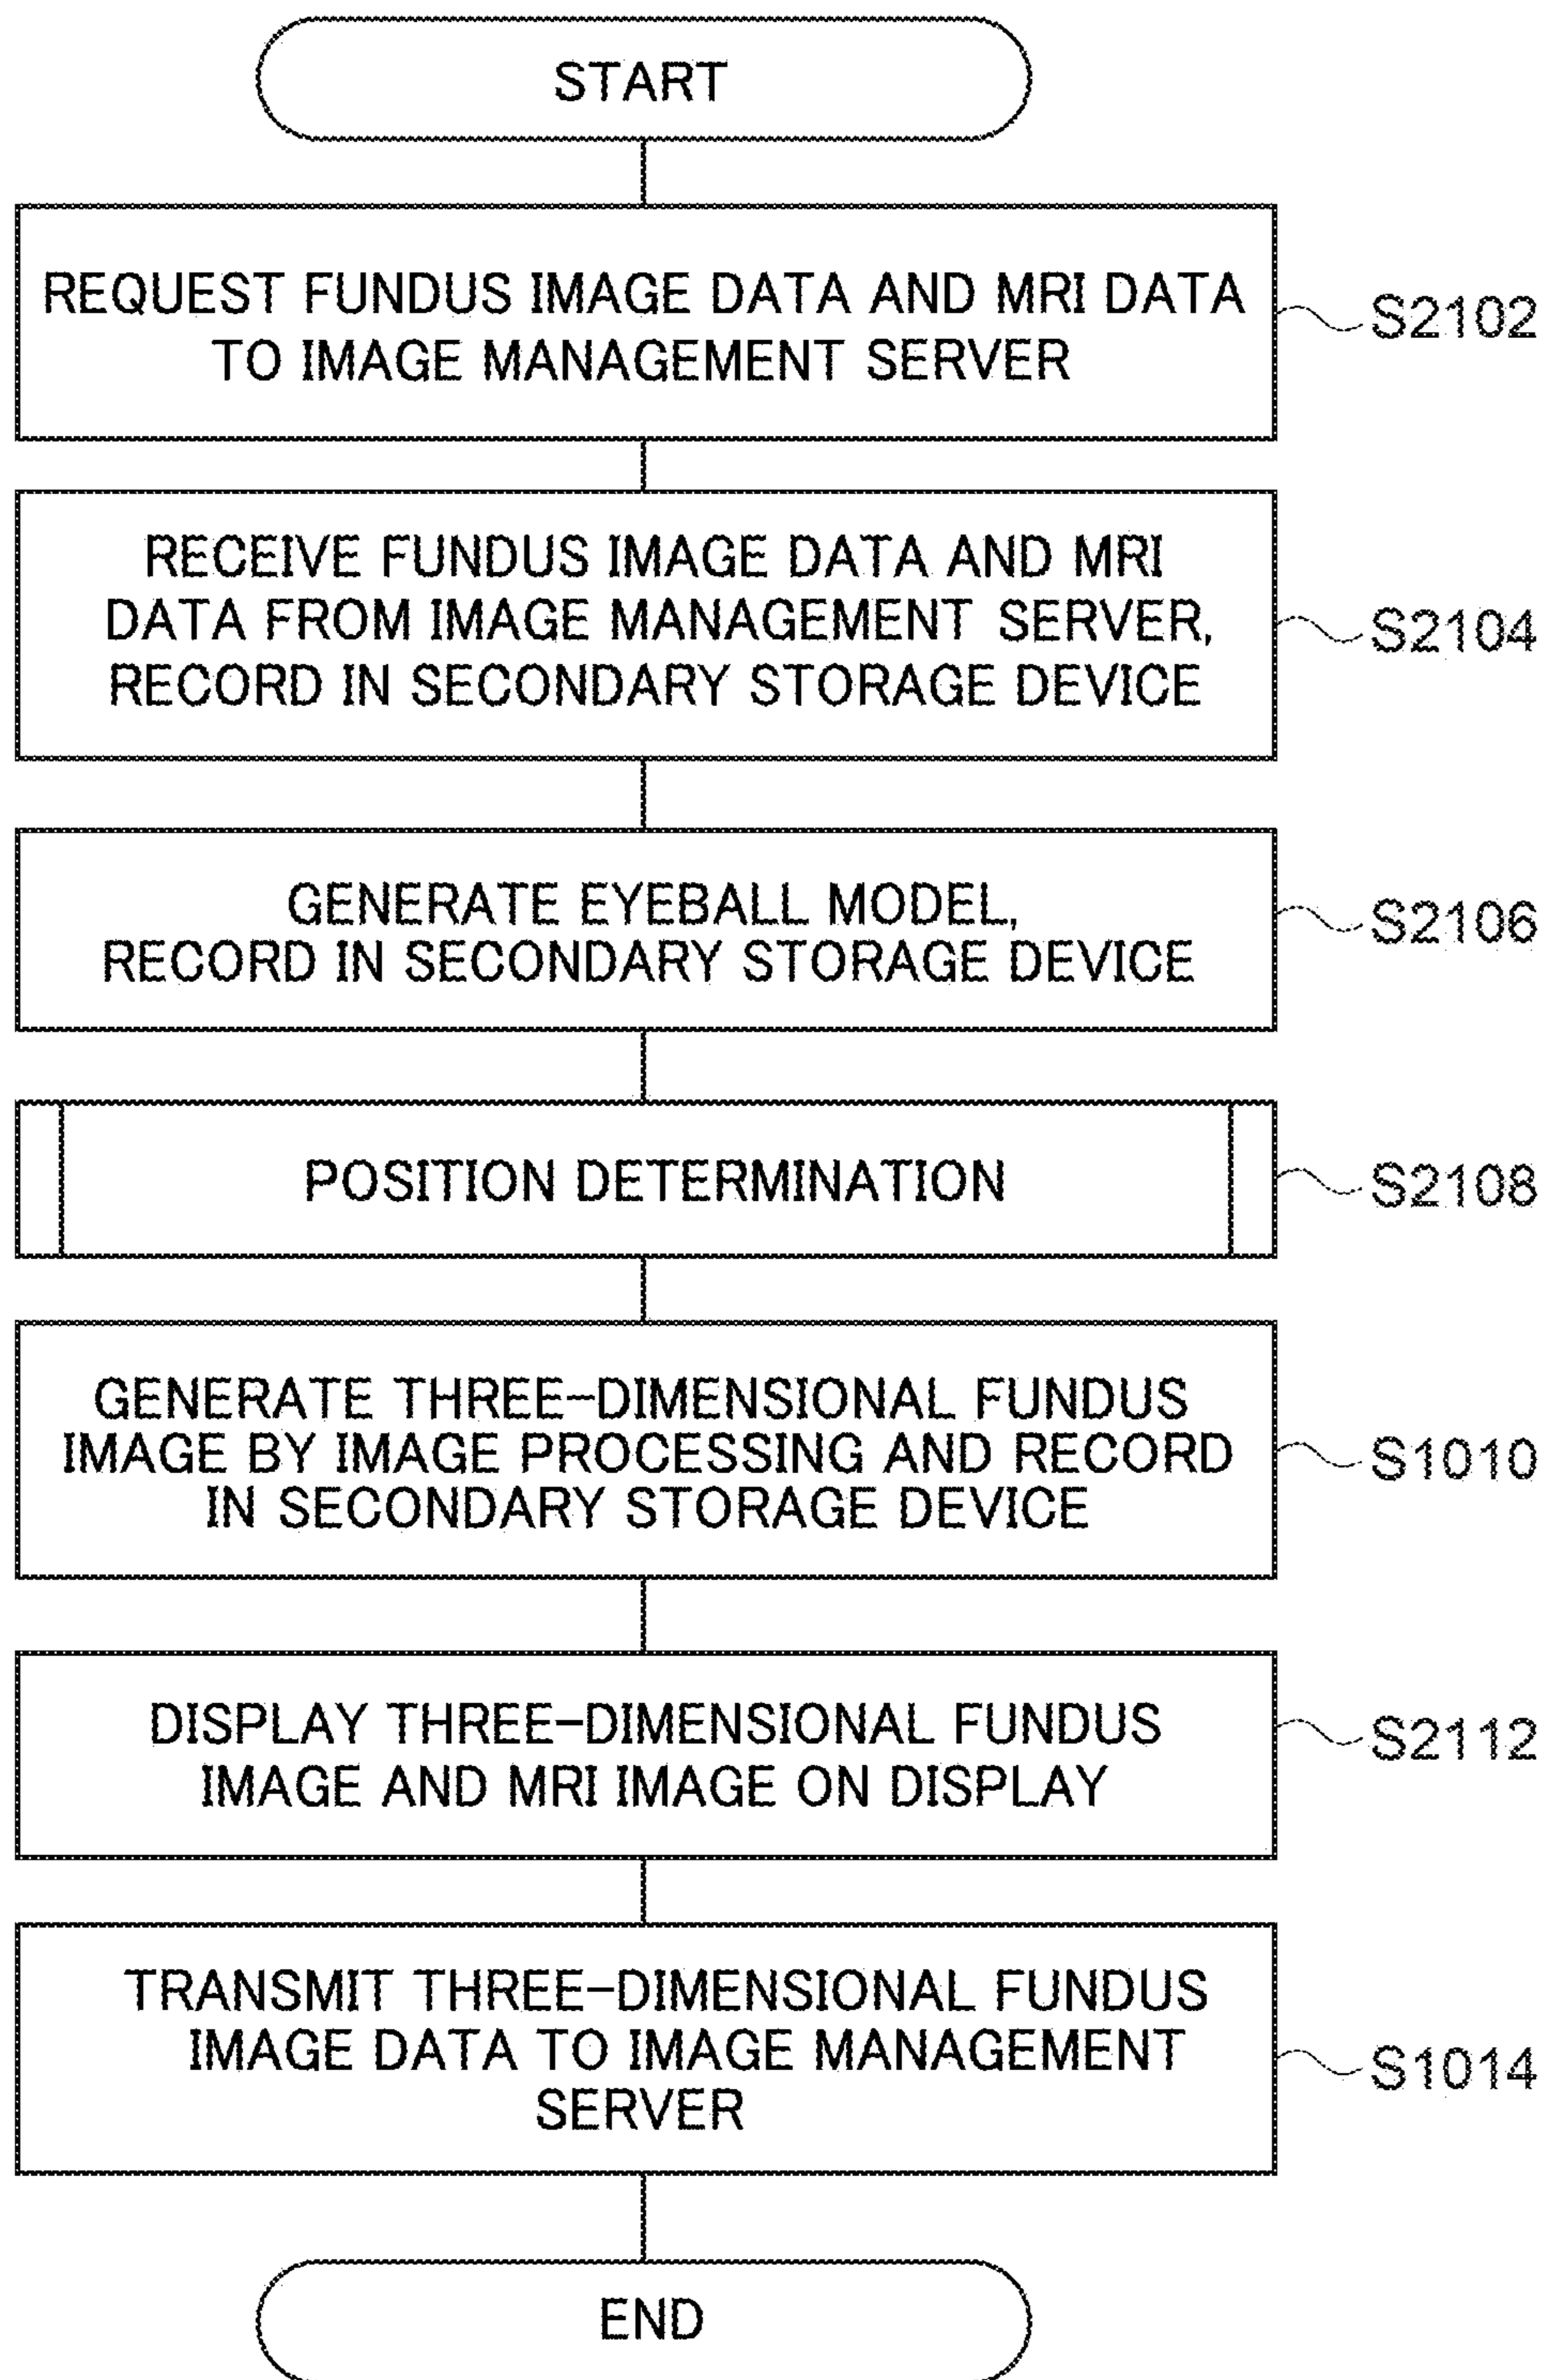 START
REQUEST FUNDUS IMAGE DATA AND MRI DATA
TO IMAGE MANAGEMENT SERVER
S2102
RECEIVE FUNDUS IMAGE DATA AND MRI
DATA FROM IMAGE MANAGEMENT SERVER,
RECORD IN SECONDARY STORAGE DEVICE
S2104
GENERATE EYEBALL MODEL,
RECORD IN SECONDARY STORAGE DEVICE
S2106
POSITION DETERMINATION
S2108
GENERATE THREE-DIMENSIONAL FUNDUS
IMAGE BY IMAGE PROCESSING AND RECORD
IN SECONDARY STORAGE DEVICE
S1010
DISPLAY THREE-DIMENSIONAL FUNDUS
IMAGE AND MRI IMAGE ON DISPLAY
S2112
TRANSMIT THREE-DIMENSIONAL FUNDUS
IMAGE DATA TO IMAGE MANAGEMENT
SERVER
S1014
END